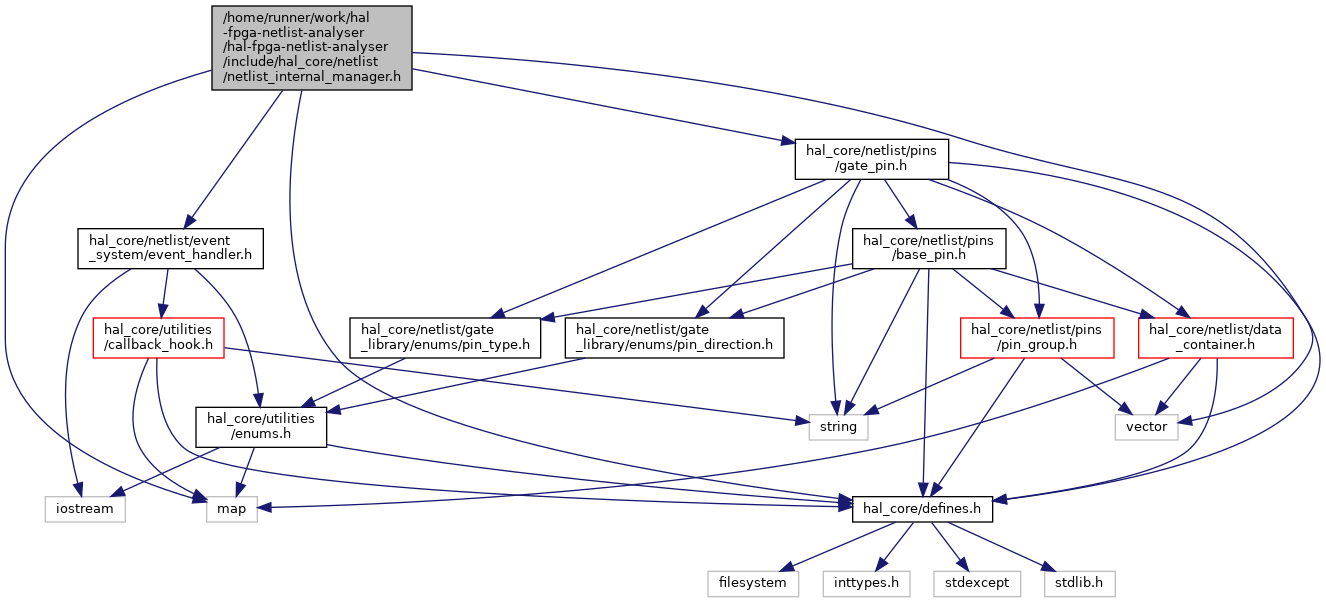 /home/runner/work/hal
-fpga-netlist-analyser
/hal-fpga-netlist-analyser
/include/hal_core/netlist
/netlist_internal_manager.h
hal_core/netlist/pins
/gate_pin.h
hal_core/netlist/event
_system/event_handler.h
hal_core/netlist/pins
/base_pin.h
hal_core/utilities
/callback_hook.h
hal_core/netlist/gate
_library/enums/pin_type.h
hal_core/netlist/gate
_library/enums/pin_direction.h
hal_core/netlist/pins
/pin_group.h
hal_core/netlist/data
_container.h
hal_core/utilities
/enums.h
string
vector
iostream
map
hal_core/defines.h
filesystem
inttypes.h
stdexcept
stdlib.h